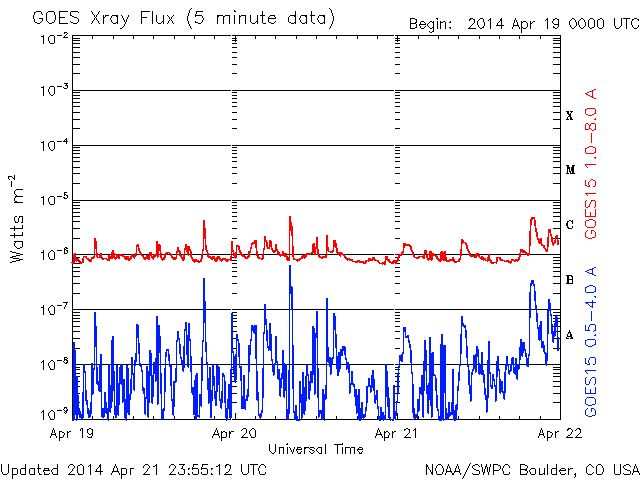 GOES Xray Flux (5 minute data)
Begin: 2014 Apr 19 0000 UTC
10-2
10-3
10-4
10-5
10-6
10-7
10-8
10-9
Watts m-2
X
M
C
B
A
GOES15 1.0-8.0 A
GOES15 0.5-4.0 A
Apr 19
Apr 20
Apr 21
Apr 22
Universal Time
Updated 2014 Apr 21 23:55:12 UTC
NOAA/SWPC Boulder, CO USA